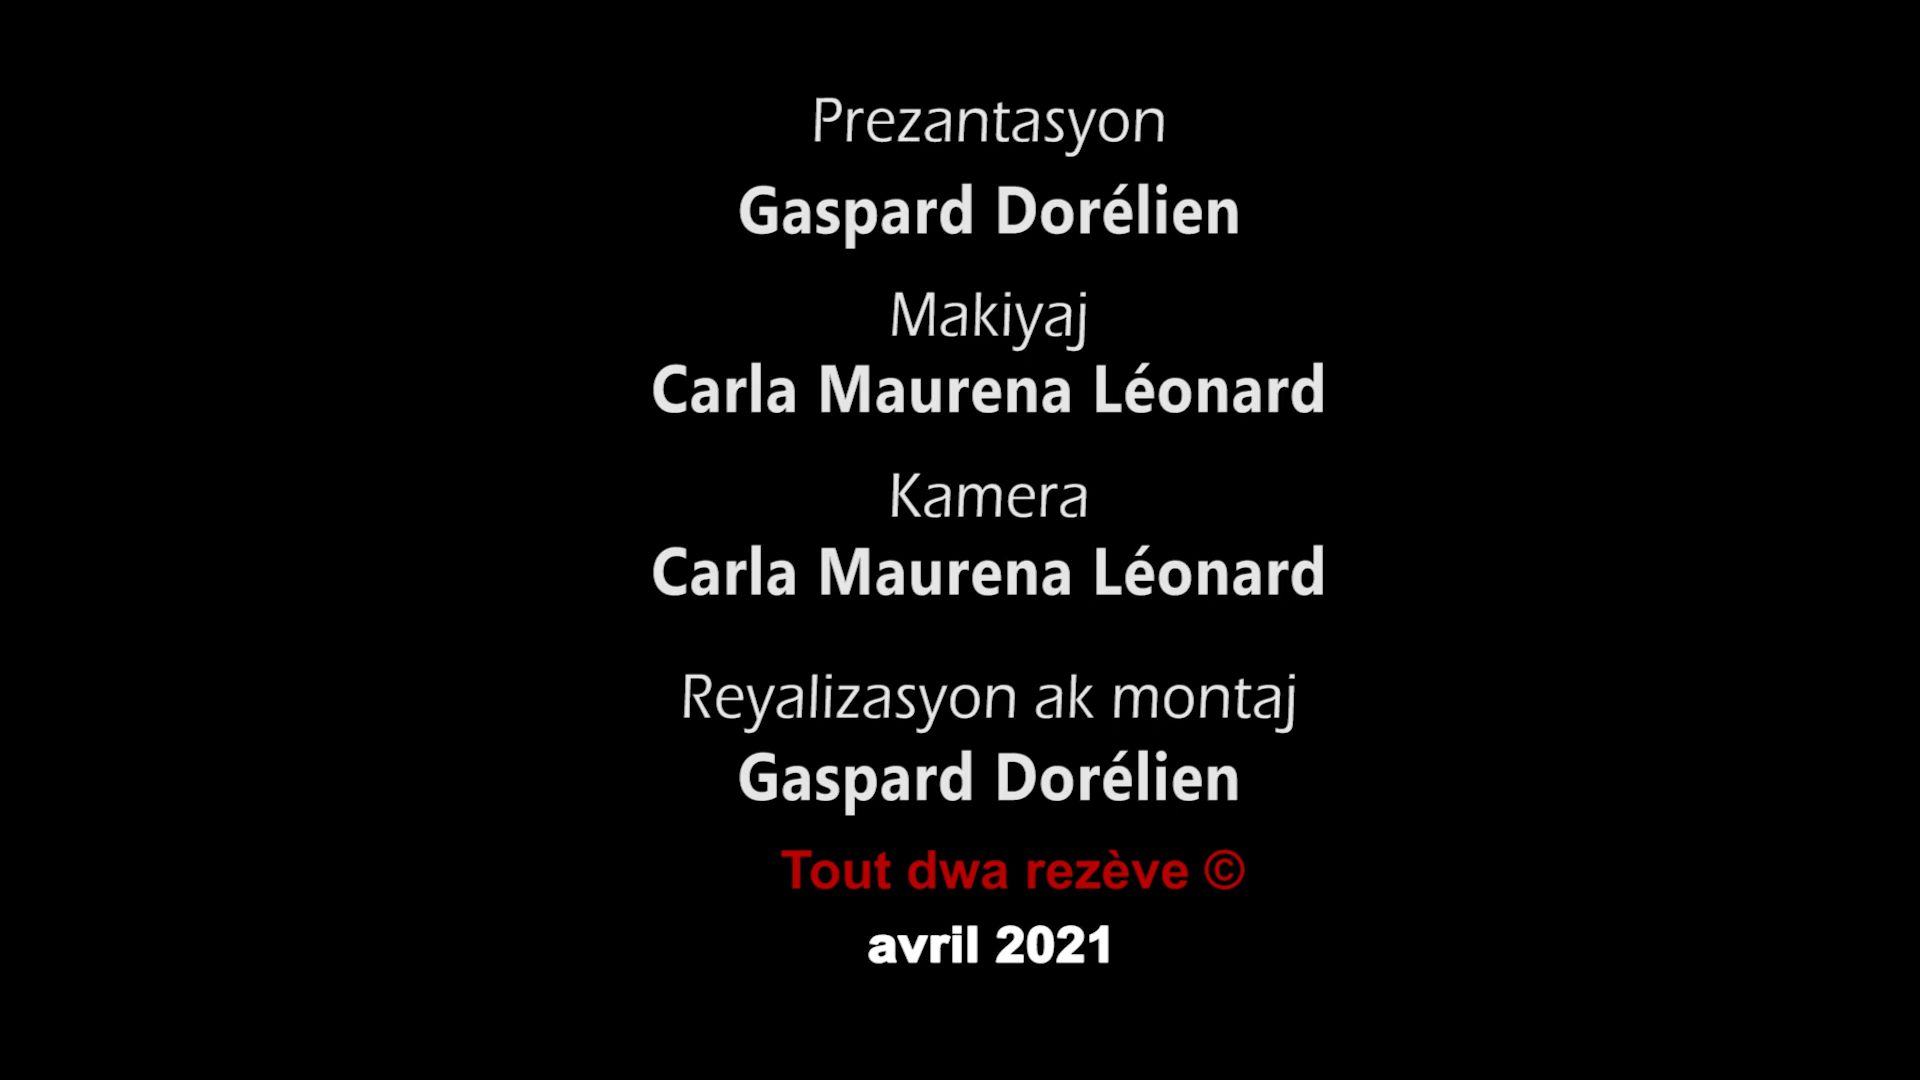 Prezantasyon
Gaspard Dorélien
Makiyaj
Carla Maurena Léonard
Kamera
Carla Maurena Léonard
Reyalizasyon ak montaj
Gaspard Dorélien
Tout dwa rezève ©
avril 2021